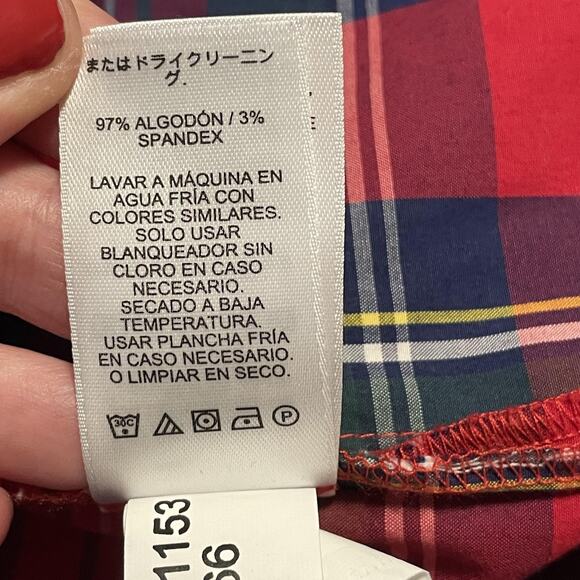 またはドライクリーニン
グ.
97% ALGODÓN / 3%
SPANDEX
LAVAR A MÁQUINA EN
AGUA FRÍA CON
COLORES SIMILARES.
SOLO USAR
BLANQUEADOR SIN
CLORO EN CASO
NECESARIO.
SECADO A BAJA
TEMPERATURA.
USAR PLANCHA FRÍA
EN CASO NECESARIO.
O LIMPIAR EN SECO.
30C P
1153